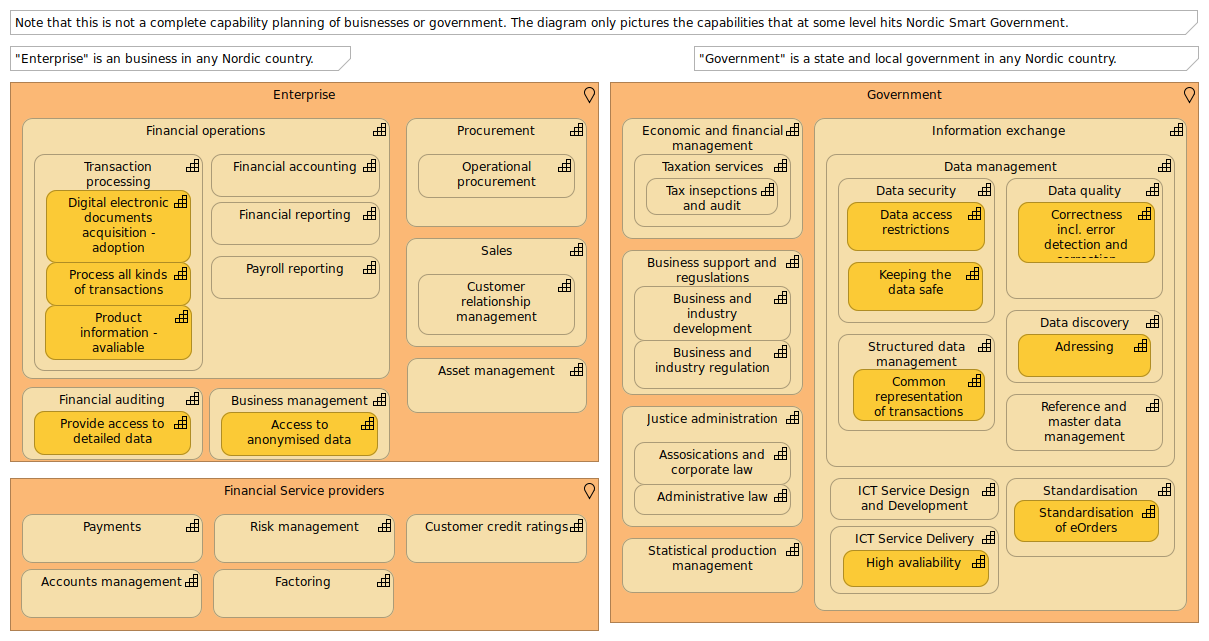 Note that this is not a complete capability planning of buisnesses or government. The diagram only pictures the capabilities that at some level hits Nordic Smart Government.
"Enterprise" is an business in any Nordic country.
"Government" is a state and local government in any Nordic country.
Enterprise
Financial operations
Transaction
processing
Digital electronic
documents
acquisition -
adoption
Process all kinds
of transactions
Product
information -
avaliable
Financial accounting
Financial reporting
Payroll reporting
Procurement
Operational
procurement
Sales
Customer
relationship
management
Asset management
Financial auditing
Provide access to
detailed data
Business management
Access to
anonymised data
Financial Service providers
Payments
Risk management
Customer credit ratings
Accounts management
Factoring
Government
Economic and financial
management
Taxation services
Tax insepctions
and audit
Business support and
reguslations
Business and
industry
development
Business and
industry regulation
Justice administration
Assosications and
corporate law
Administrative law
Statistical production
management
Information exchange
Data management
Data security
Data access
restrictions
Keeping the
data safe
Data quality
Correctness
incl. error
detection and
Structured data
management
Common
representation
of transactions
Data discovery
Adressing
Reference and
master data
management
ICT Service Design
and Development
ICT Service Delivery
High avaliability
Standardisation
Standardisation
of eOrders